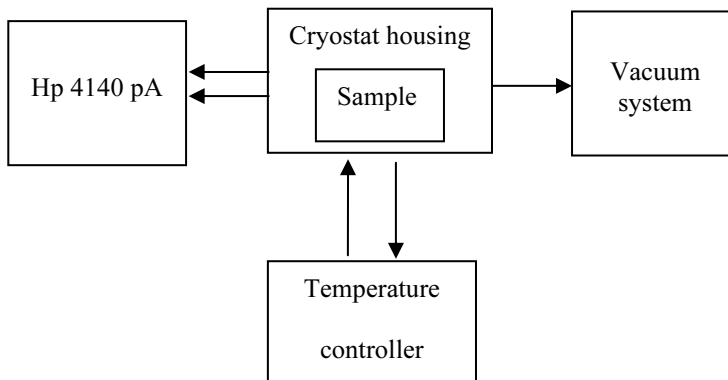 Hp 4140 pA
Cryostat housing
Sample
Vacuum
system
Temperature
controller